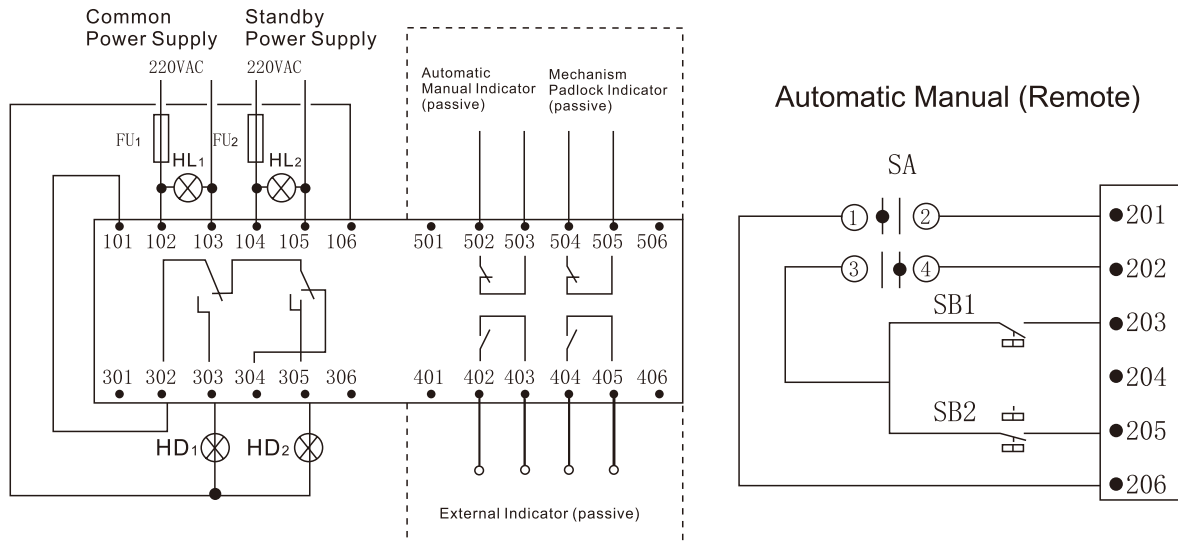 Common
Power Supply
Standby
Power Supply
220VAC
220VAC
Automatic
Manual Indicator
(passive)
Mechanism
Padlock Indicator
(passive)
FU1
FU2
HL1
HL2
101 102 103 104 105 106 501 502 503 504 505 506
301 302 303 304 305 306 401 402 403 404 405 406
HD1
HD2
External Indicator (passive)
Automatic Manual (Remote)
SA
1 2
201
3 4
202
SB1
203
204
SB2
205
206